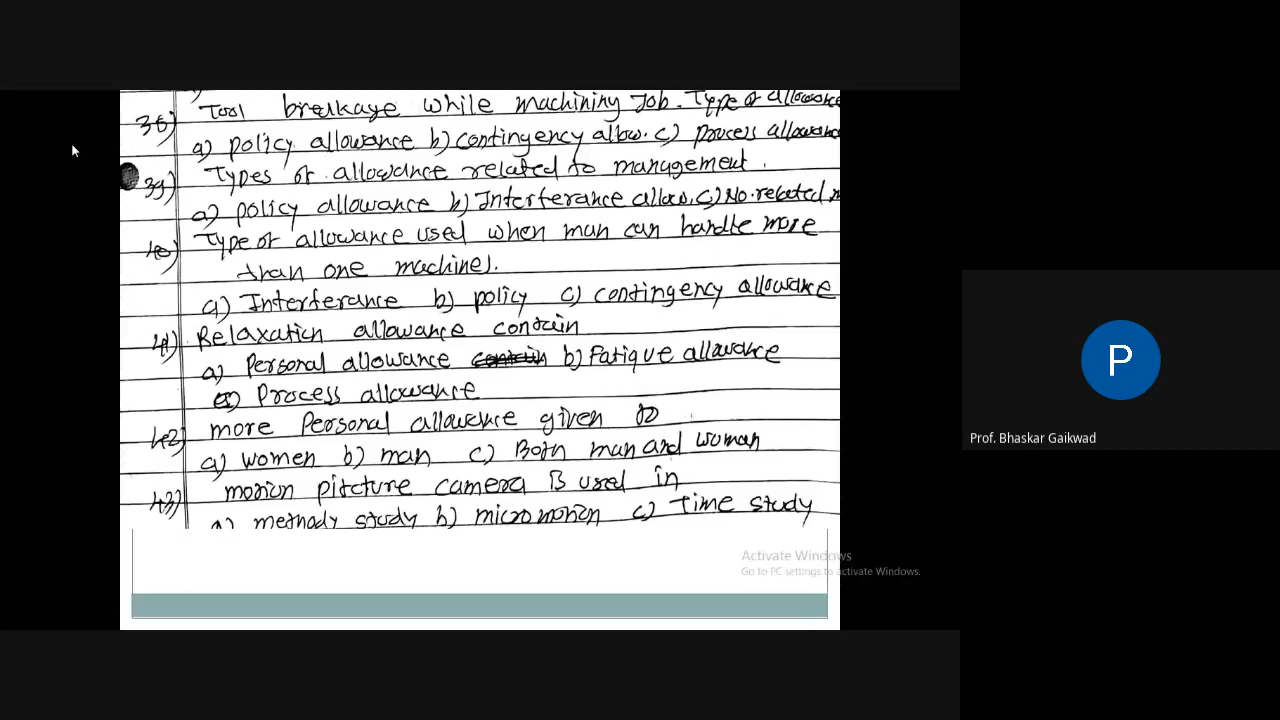 38) Tool breakage while machining Job. Type of allowance
a) policy allowance b) contingency allow. c) process allowanc
39) Types of allowance related to management.
a) policy allowance b) Interferance allow. c) No. related
40) Type of allowance used when man can handle more
than one machines.
a) Interferance b) policy c) contingency allowance
41) Relaxation allowance contain
a) Personal allowance b) Fatique allowance
c) Process allowance
42) more Personal allowance given to
a) women b) man c) Both man and woman
43) motion pitcture camera is used in
a) methody study b) micromotion c) Time study
Activate Windows
Go to PC settings to activate Windows.
P
Prof. Bhaskar Gaikwad